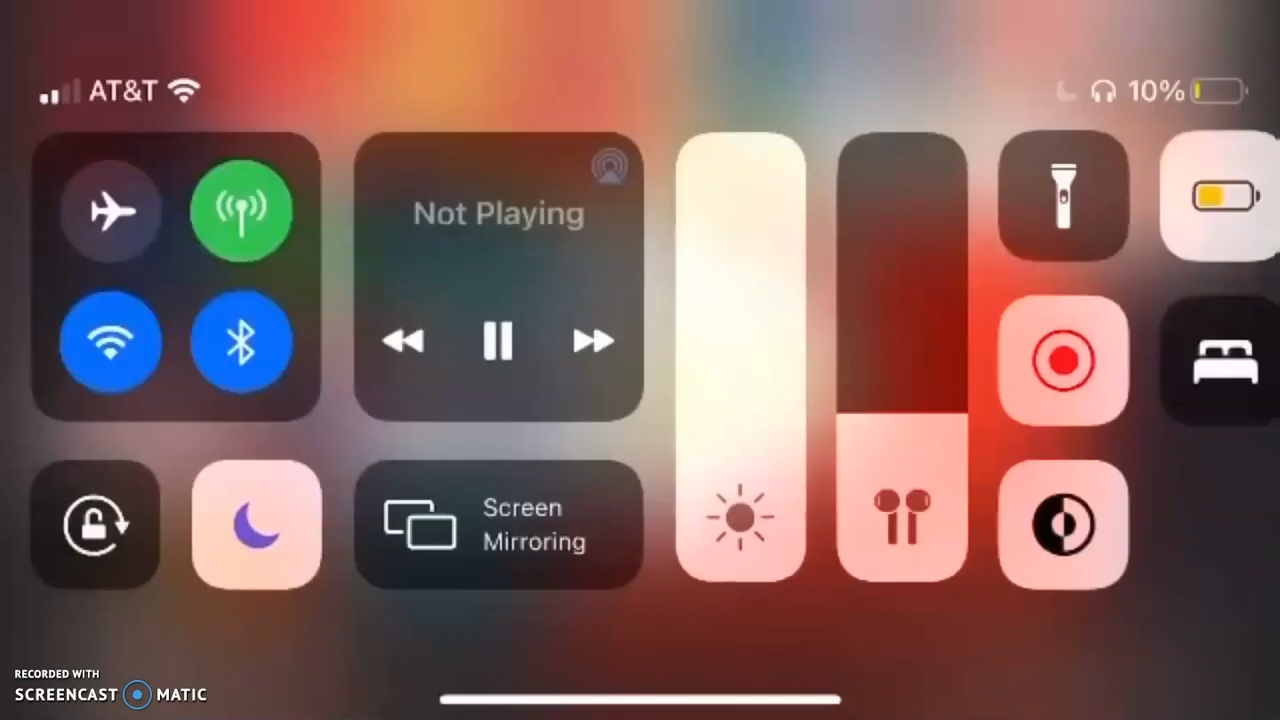 AT&T
10%
Not Playing
Screen
Mirroring
RECORDED WITH
SCREENCAST MATIC